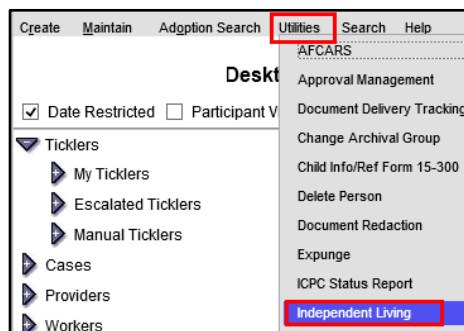 Create Maintain Adoption Search Utilities Search Help
Deskt
Date Restricted Participant V
Ticklers
My Ticklers
Escalated Ticklers
Manual Ticklers
Cases
Providers
Workers
AFCARS
Approval Management
Document Delivery Tracking
Change Archival Group
Child Info/Ref Form 15-300
Delete Person
Document Redaction
Expunge
ICPC Status Report
Independent Living